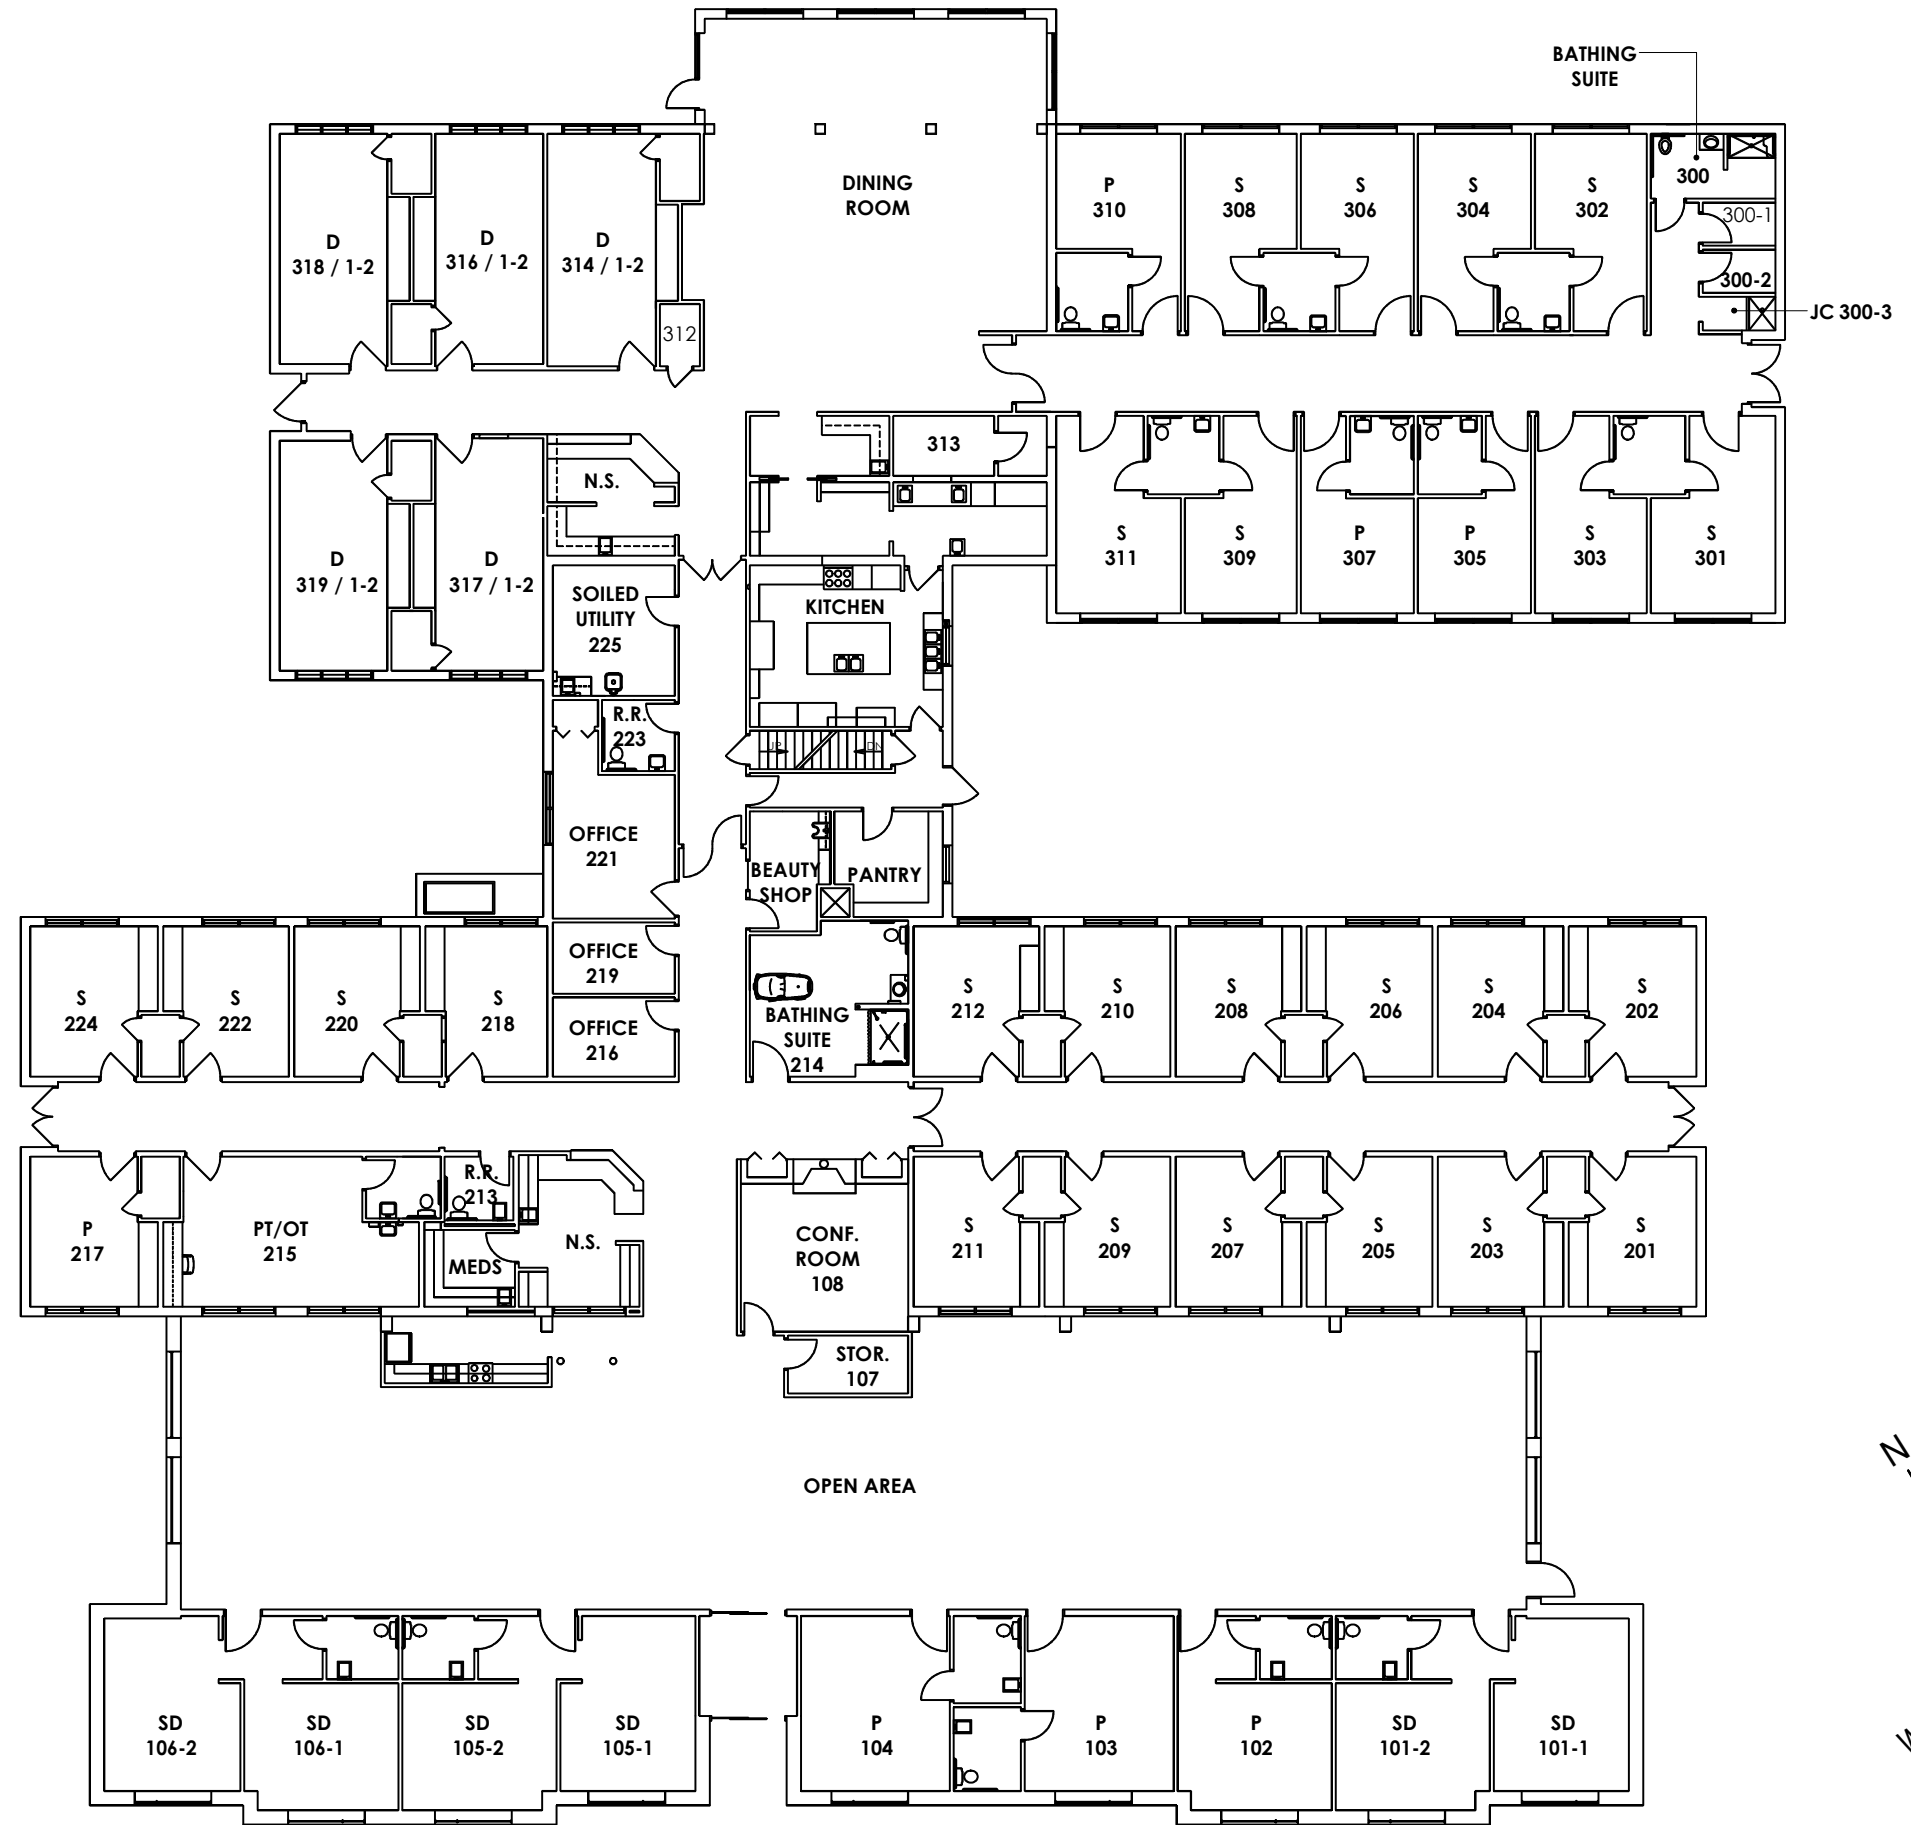 BATHING
SUITE
DINING
ROOM
P
310
S
308
S
306
S
304
S
302
300
300-1
300-2
JC 300-3
D
318 / 1-2
D
316 / 1-2
D
314 / 1-2
312
313
N.S.
D
319 / 1-2
D
317 / 1-2
S
311
S
309
P
307
P
305
S
303
S
301
SOILED
UTILITY
225
KITCHEN
R.R.
223
UP
DN
OFFICE
221
BEAUTY
SHOP
PANTRY
S
224
S
222
S
220
S
218
OFFICE
219
OFFICE
216
BATHING
SUITE
214
S
212
S
210
S
208
S
206
S
204
S
202
P
217
PT/OT
215
R.R.
213
MEDS
N.S.
CONF.
ROOM
108
S
211
S
209
S
207
S
205
S
203
S
201
STOR.
107
OPEN AREA
N
SD
106-2
SD
106-1
SD
105-2
SD
105-1
P
104
P
103
P
102
SD
101-2
SD
101-1
W